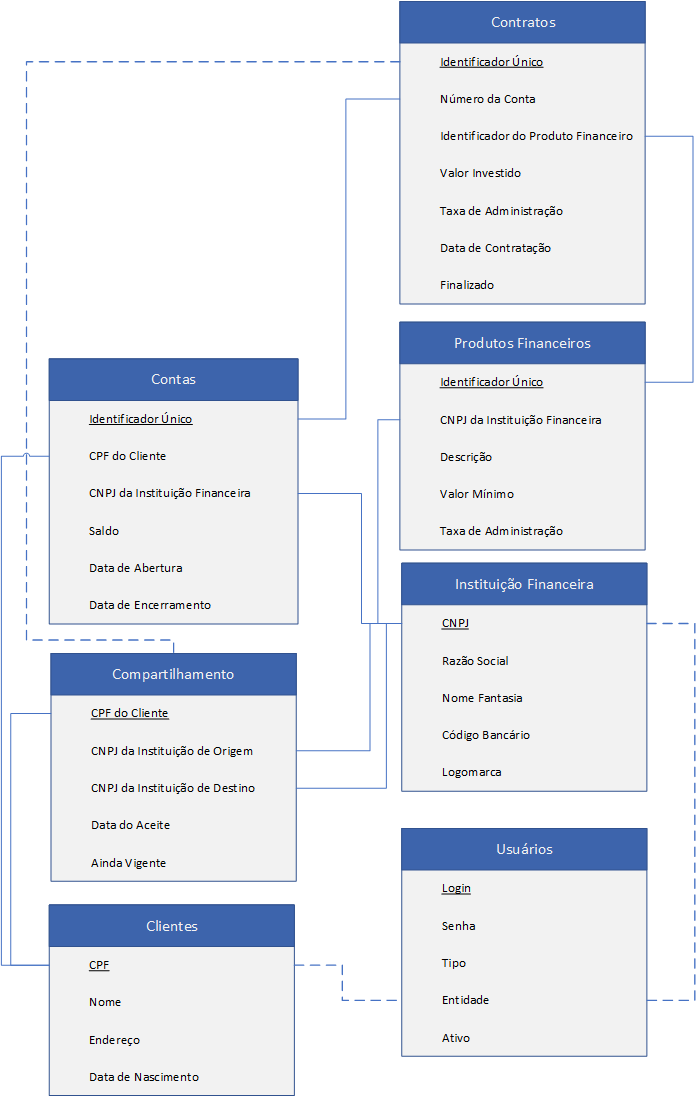 Contratos
Identificador Único
Número da Conta
Identificador do Produto Financeiro
Valor Investido
Taxa de Administração
Data de Contratação
Finalizado
Produtos Financeiros
Identificador Único
CNPJ da Instituição Financeira
Descrição
Valor Mínimo
Taxa de Administração
Contas
Identificador Único
CPF do Cliente
CNPJ da Instituição Financeira
Saldo
Data de Abertura
Data de Encerramento
Instituição Financeira
CNPJ
Razão Social
Nome Fantasia
Código Bancário
Logomarca
Compartilhamento
CPF do Cliente
CNPJ da Instituição de Origem
CNPJ da Instituição de Destino
Data do Aceite
Ainda Vigente
Usuários
Login
Senha
Tipo
Entidade
Ativo
Clientes
CPF
Nome
Endereço
Data de Nascimento